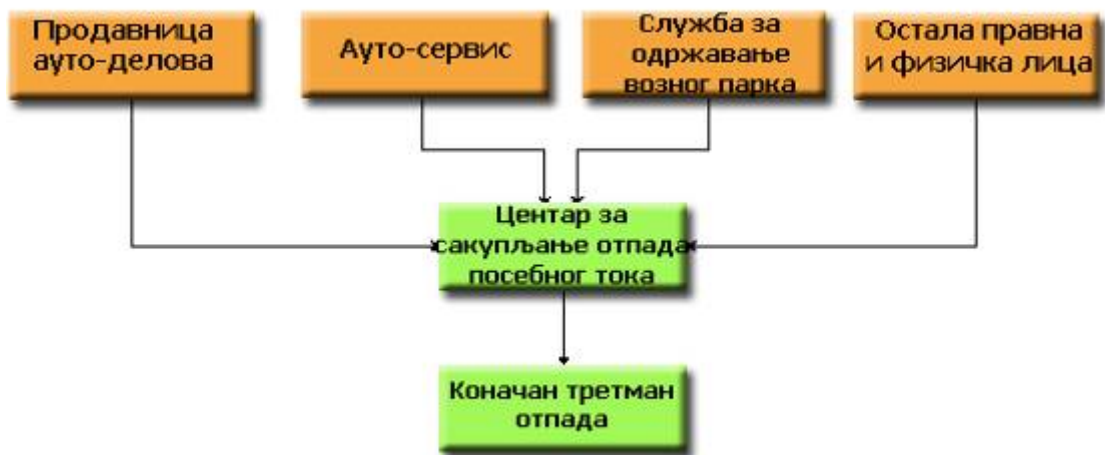 Продавница
ауто-делова
Ауто-сервис
Служба за
одржавање
возног парка
Остала правна
и физичка лица
Центар за
сакупљање отпада
посебног тока
Коначан третман
отпада